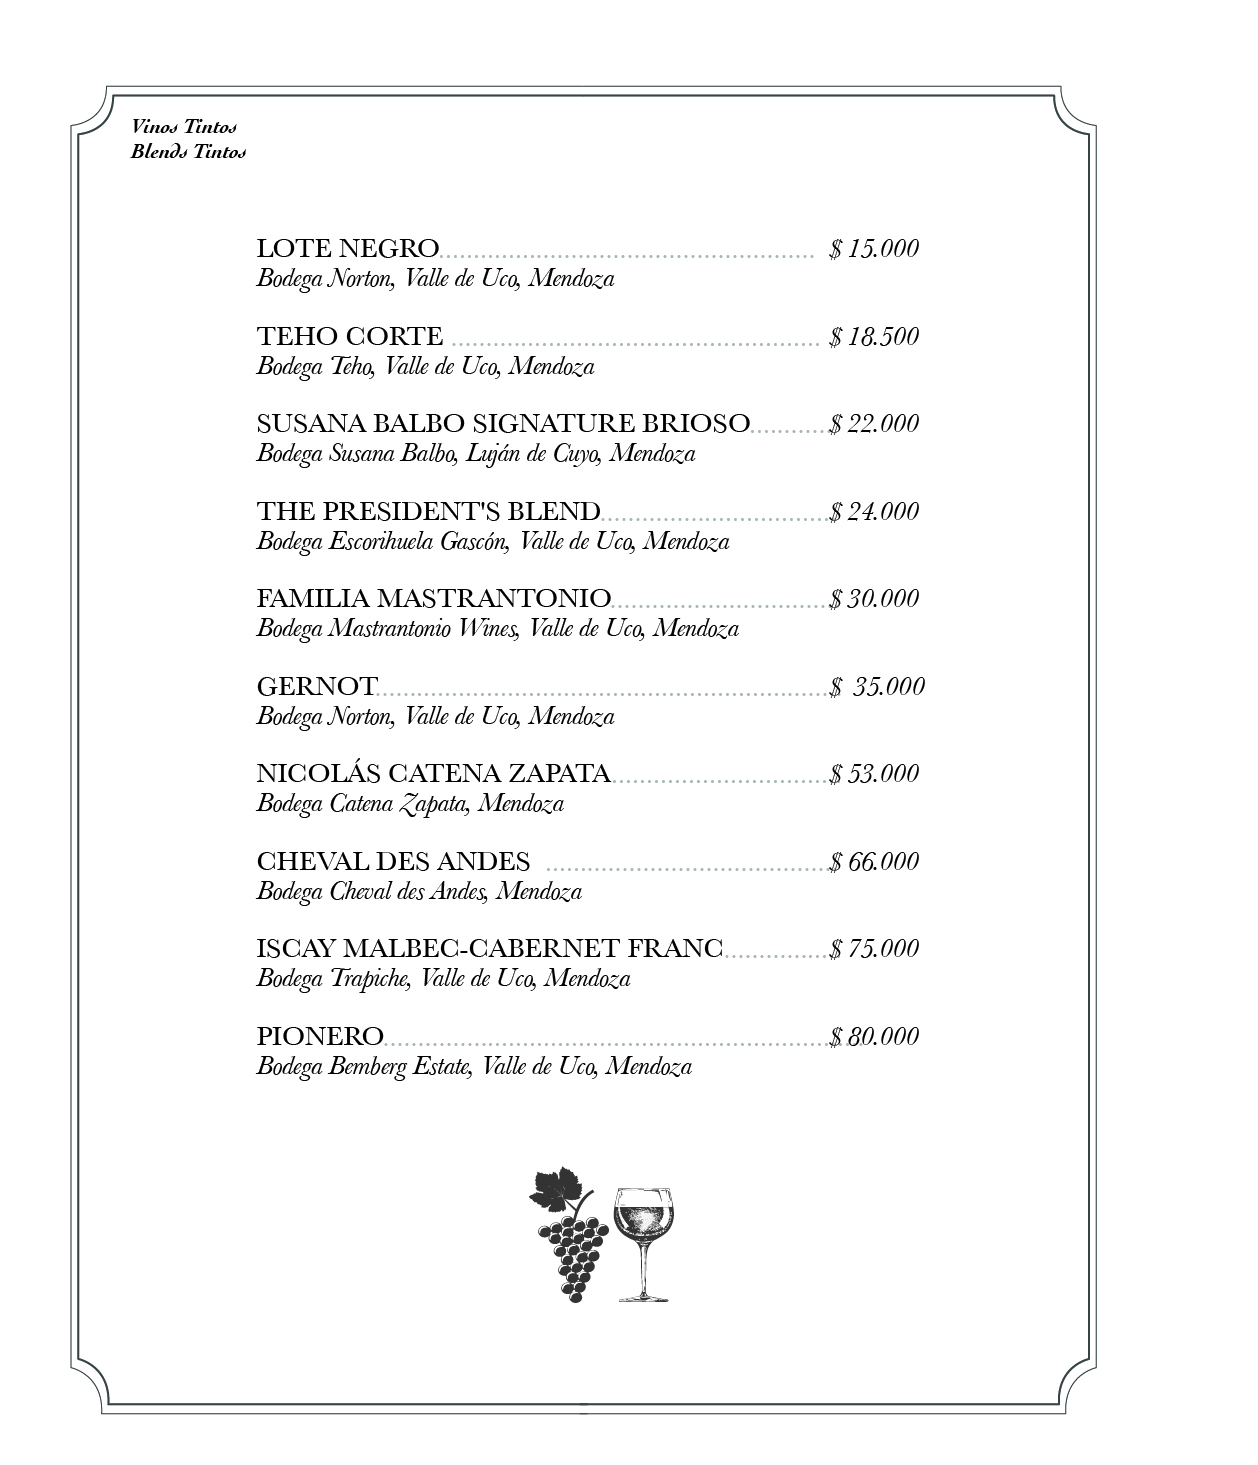 Vinos Tintos
Blends Tintos
LOTE NEGRO $ 15.000
Bodega Norton, Valle de Uco, Mendoza
TEHO CORTE $ 18.500
Bodega Teho, Valle de Uco, Mendoza
SUSANA BALBO SIGNATURE BRIOSO $ 22.000
Bodega Susana Balbo, Luján de Cuyo, Mendoza
THE PRESIDENT'S BLEND $ 24.000
Bodega Escorihuela Gascón, Valle de Uco, Mendoza
FAMILIA MASTRANTONIO $ 30.000
Bodega Mastrantonio Wines, Valle de Uco, Mendoza
GERNOT $ 35.000
Bodega Norton, Valle de Uco, Mendoza
NICOLÁS CATENA ZAPATA $ 53.000
Bodega Catena Zapata, Mendoza
CHEVAL DES ANDES $ 66.000
Bodega Cheval des Andes, Mendoza
ISCAY MALBEC-CABERNET FRANC $ 75.000
Bodega Trapiche, Valle de Uco, Mendoza
PIONERO $ 80.000
Bodega Bemberg Estate, Valle de Uco, Mendoza